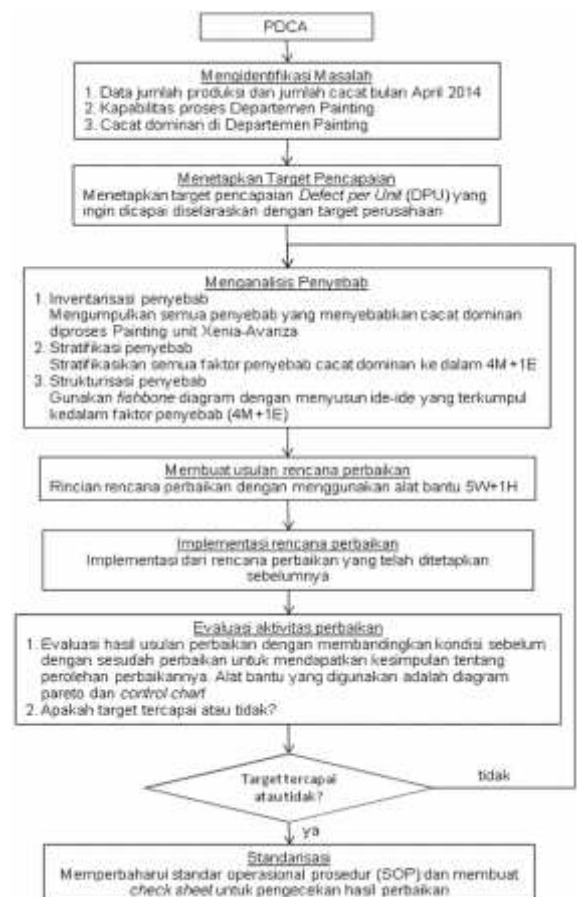 PDCA
Mengidentifikasi Masalah
1. Data jumlah produksi dan jumlah cacat bulan April 2014
2. Kapabilitas proses Departemen Painting
3. Cacat dominan di Departemen Painting
Menetapkan Target Pencapaian
Menetapkan target pencapaian Defect per Unit (DPU) yang
ingin dicapai diselaraskan dengan target perusahaan
Menganalisis Penyebab
1. Inventarisasi penyebab
Mengumpulkan semua penyebab yang menyebabkan cacat dominan
diproses Painting unit Xenia-Avanza
2. Stratifikasi penyebab
Stratifikasikan semua faktor penyebab cacat dominan ke dalam 4M+1E
3. Strukturisasi penyebab
Gunakan fishbone diagram dengan menyusun ide-ide yang terkumpul
kedalam faktor penyebab (4M+1E)
Membuat usulan rencana perbaikan
Rincian rencana perbaikan dengan menggunakan alat bantu 5W+1H
Implementasi rencana perbaikan
Implementasi dari rencana perbaikan yang telah ditetapkan
sebelumnya
Evaluasi aktivitas perbaikan
1. Evaluasi hasil usulan perbaikan dengan membandingkan kondisi sebelum
dengan sesudah perbaikan untuk mendapatkan kesimpulan tentang
perolehan perbaikannya. Alat bantu yang digunakan adalah diagram
pareto dan control chart
2. Apakah target tercapai atau tidak?
Target tercapai
atau tidak?
tidak
ya
Standarisasi
Memperbaharui standar operasional prosedur (SOP) dan membuat
check sheet untuk pengecekan hasil perbaikan